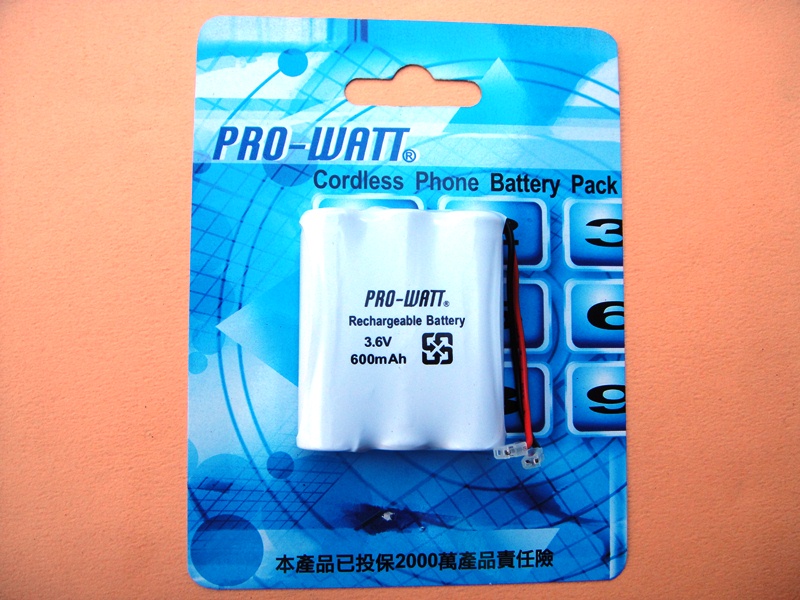 PRO-WATT®
Cordless Phone Battery Pack
3
6
9
PRO-WATT®
Rechargeable Battery
3.6V
600mAh
本產品已投保2000萬產品責任險